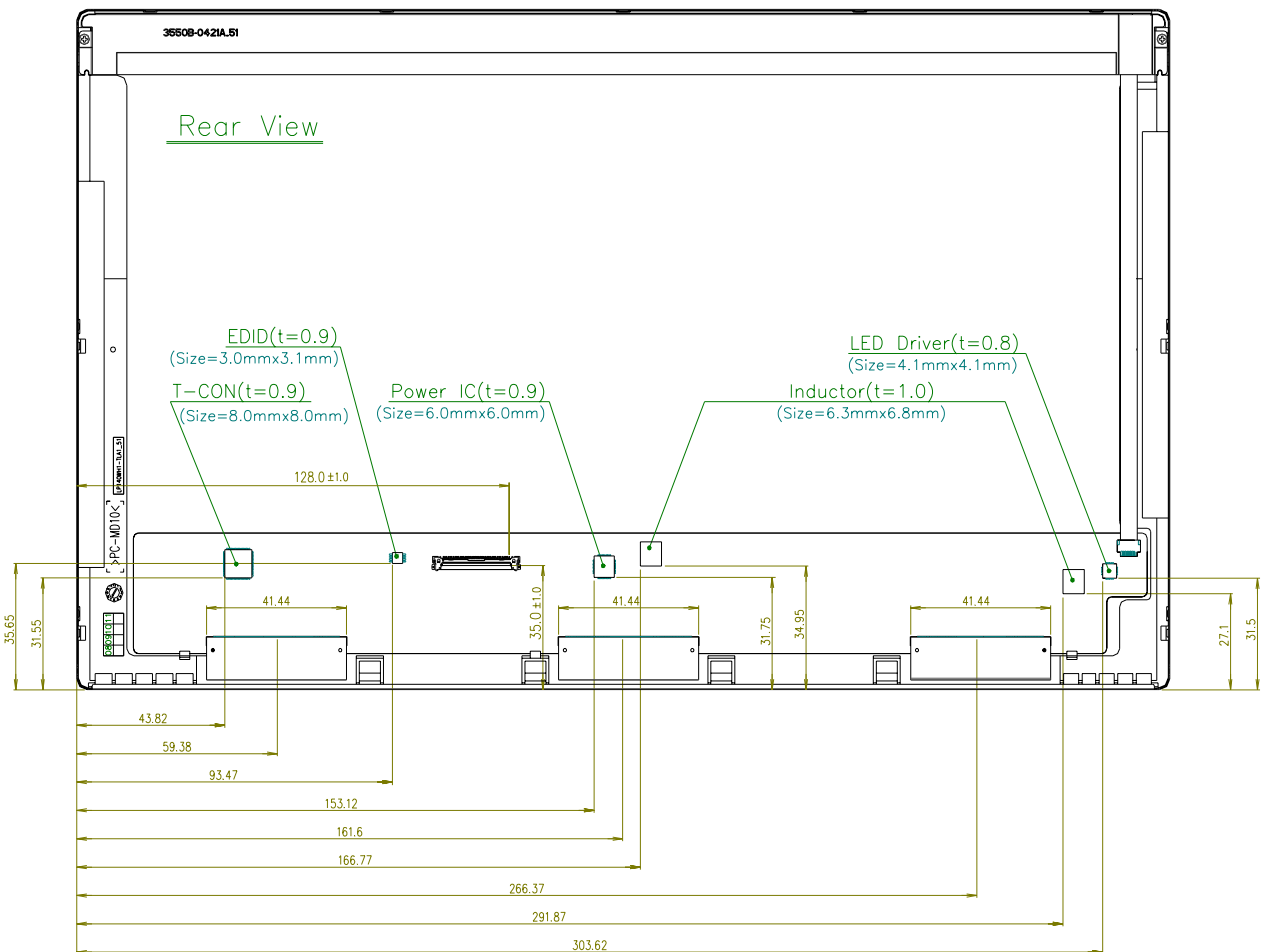 3550B-0421A.51
Rear View
EDID(t=0.9)
(Size=3.0mmx3.1mm)
LED Driver(t=0.8)
(Size=4.1mmx4.1mm)
T-CON(t=0.9)
(Size=8.0mmx8.0mm)
Power IC(t=0.9)
(Size=6.0mmx6.0mm)
Inductor(t=1.0)
(Size=6.3mmx6.8mm)
128.0 ±1.0
>PC-MD10<
41.44
41.44
41.44
35.65
31.55
35.0 ±1.0
31.75
34.95
27.1
31.5
43.82
59.38
93.47
153.12
161.6
166.77
266.37
291.87
303.62